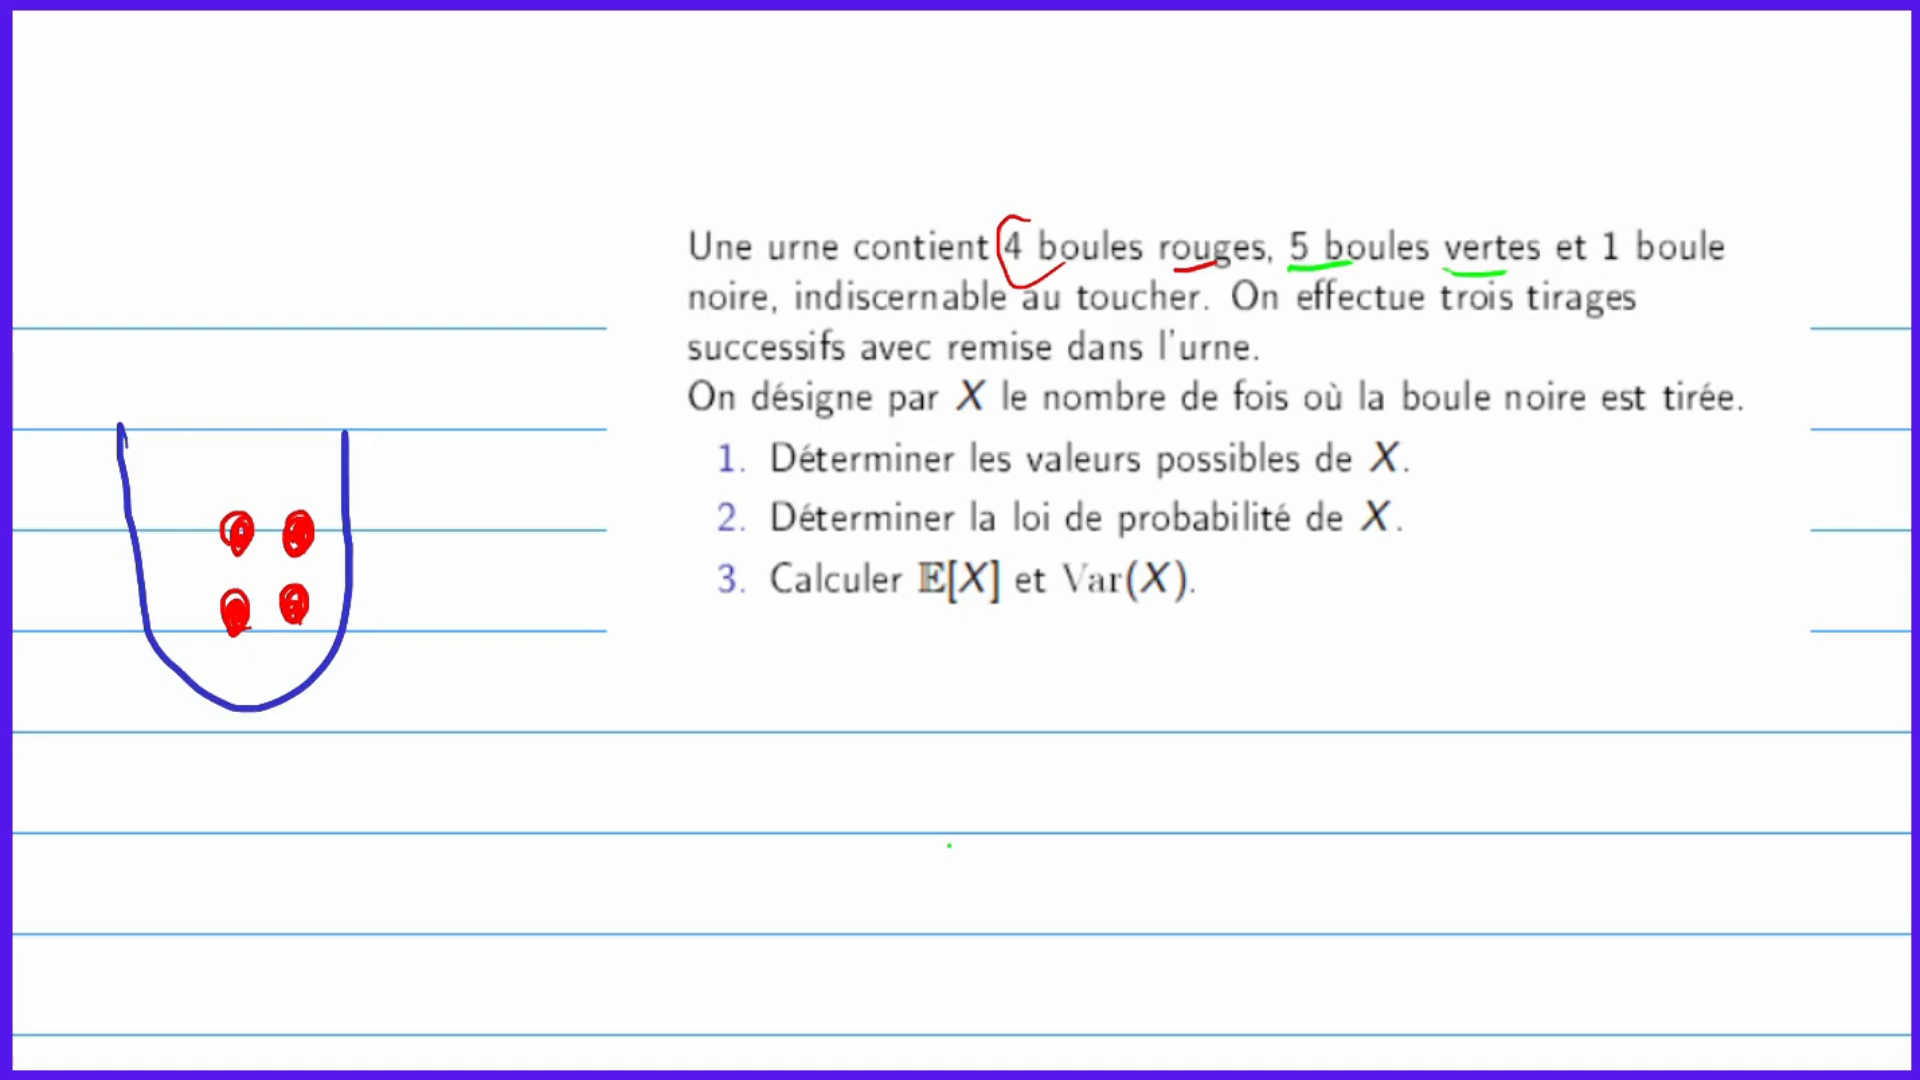 Une urne contient 4 boules rouges, 5 boules vertes et 1 boule
noire, indiscernable au toucher. On effectue trois tirages
successifs avec remise dans l'urne.
On désigne par X le nombre de fois où la boule noire est tirée.
1. Déterminer les valeurs possibles de X.
2. Déterminer la loi de probabilité de X.
3. Calculer 𝔼[X] et Var(X).